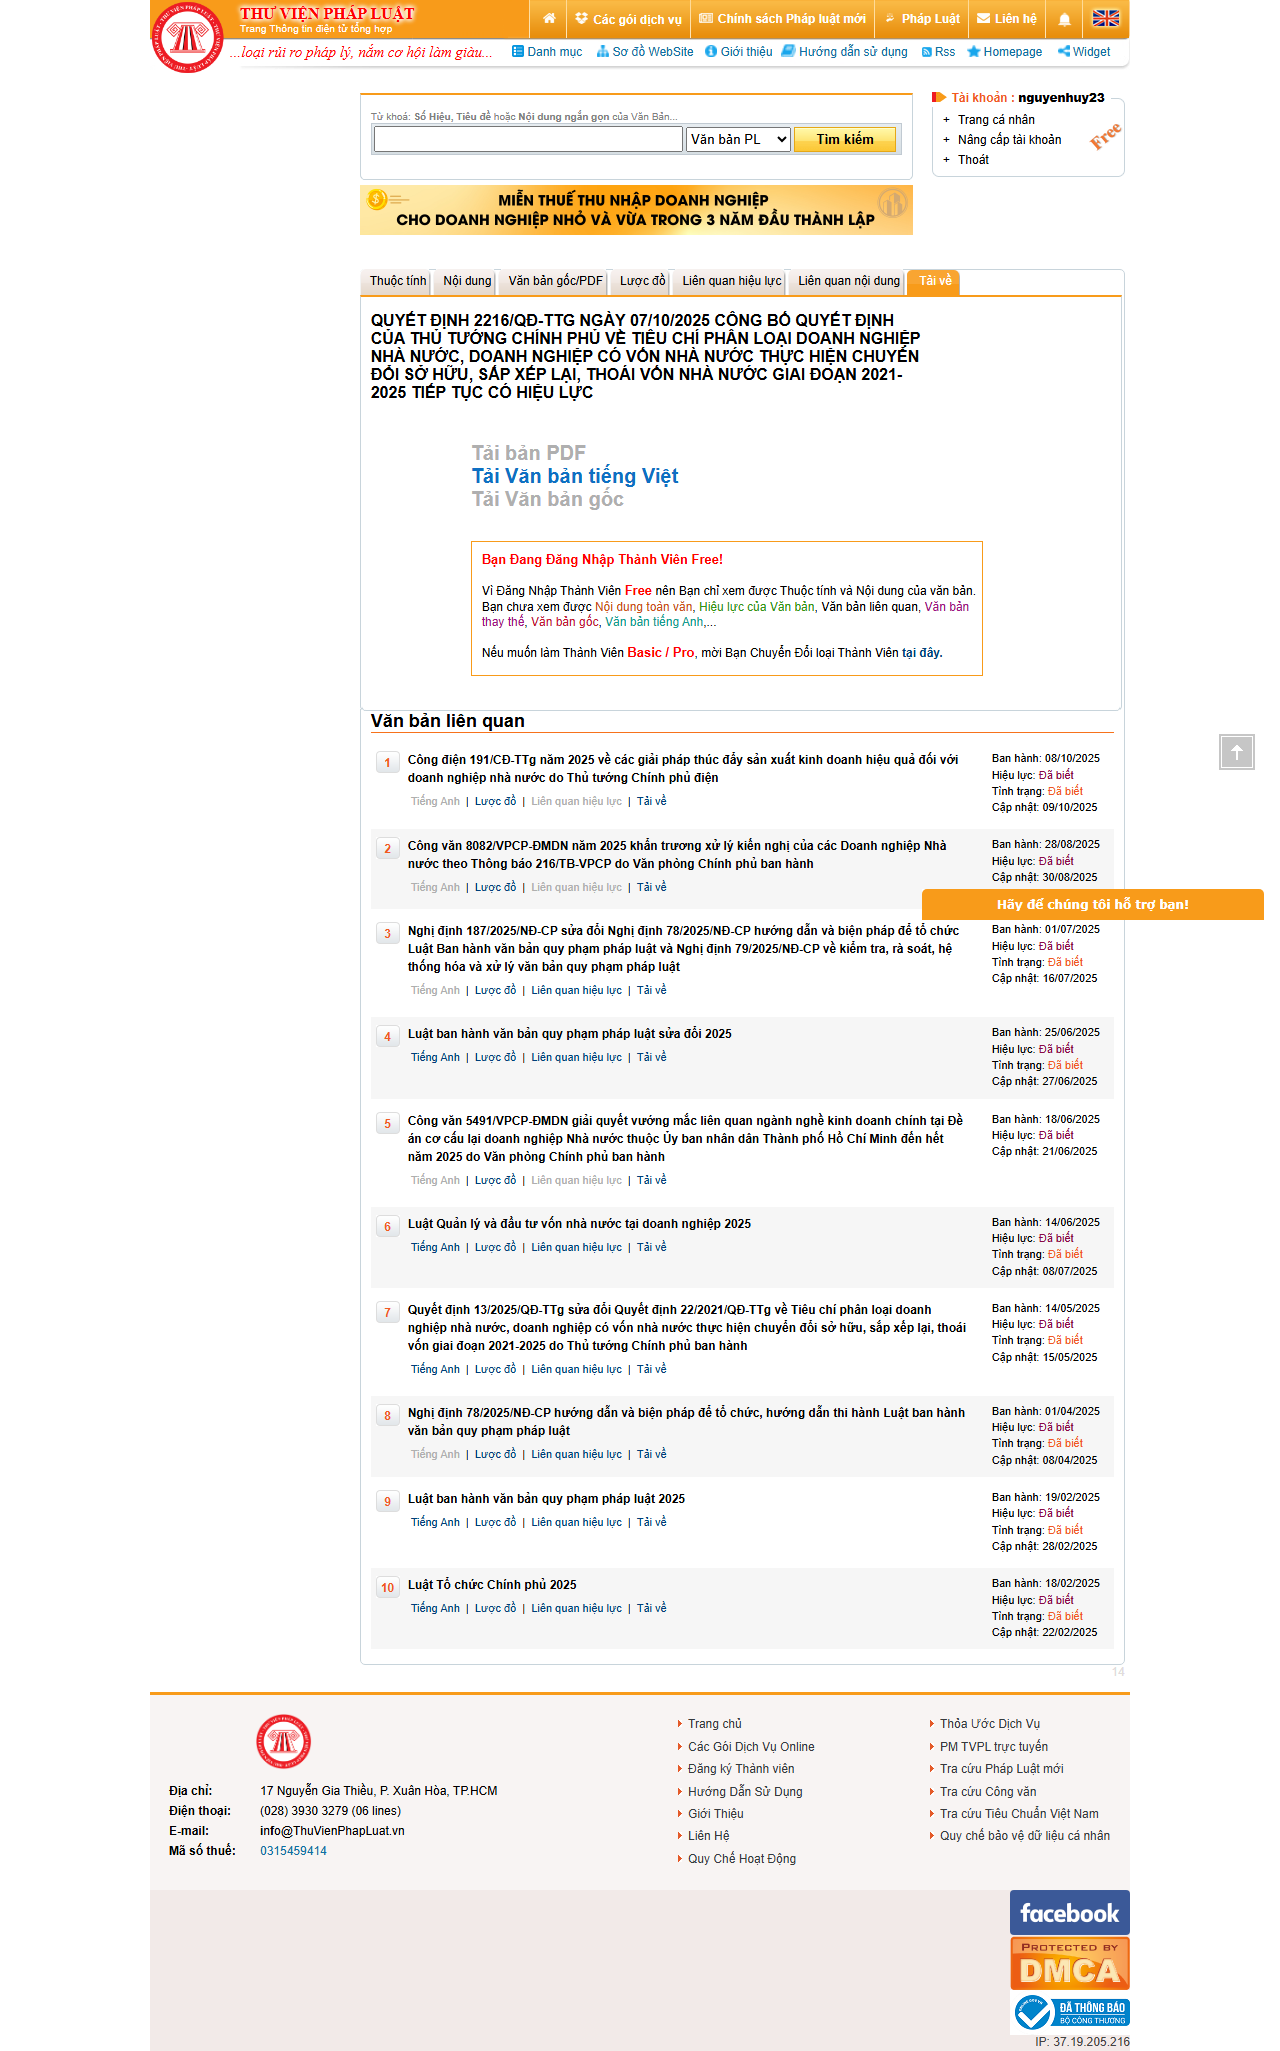 THƯ VIỆN PHÁP LUẬT
Trang Thông tin điện tử tổng hợp
Các gói dịch vụ
Chính sách Pháp luật mới
Pháp Luật
Liên hệ
...loại rủi ro pháp lý, nắm cơ hội làm giàu...
Danh mục
Sơ đồ WebSite
Giới thiệu
Hướng dẫn sử dụng
Rss
Homepage
Widget
Từ khoá: Số Hiệu, Tiêu đề hoặc Nội dung ngắn gọn của Văn Bản...
Văn bản PL
Tìm kiếm
Tài khoản : nguyenhuy23
+ Trang cá nhân
+ Nâng cấp tài khoản
+ Thoát
Free
MIỄN THUẾ THU NHẬP DOANH NGHIỆP
CHO DOANH NGHIỆP NHỎ VÀ VỪA TRONG 3 NĂM ĐẦU THÀNH LẬP
Thuộc tính
Nội dung
Văn bản gốc/PDF
Lược đồ
Liên quan hiệu lực
Liên quan nội dung
Tải về
QUYẾT ĐỊNH 2216/QĐ-TTG NGÀY 07/10/2025 CÔNG BỐ QUYẾT ĐỊNH
CỦA THỦ TƯỚNG CHÍNH PHỦ VỀ TIÊU CHÍ PHÂN LOẠI DOANH NGHIỆP
NHÀ NƯỚC, DOANH NGHIỆP CÓ VỐN NHÀ NƯỚC THỰC HIỆN CHUYỂN
ĐỔI SỞ HỮU, SẮP XẾP LẠI, THOÁI VỐN NHÀ NƯỚC GIAI ĐOẠN 2021-
2025 TIẾP TỤC CÓ HIỆU LỰC
Tải bản PDF
Tải Văn bản tiếng Việt
Tải Văn bản gốc
Bạn Đang Đăng Nhập Thành Viên Free!
Vì Đăng Nhập Thành Viên Free nên Bạn chỉ xem được Thuộc tính và Nội dung của văn bản.
Bạn chưa xem được Nội dung toàn văn, Hiệu lực của Văn bản, Văn bản liên quan, Văn bản
thay thế, Văn bản gốc, Văn bản tiếng Anh,...
Nếu muốn làm Thành Viên Basic / Pro, mời Bạn Chuyển Đổi loại Thành Viên tại đây.
Văn bản liên quan
1
Công điện 191/CĐ-TTg năm 2025 về các giải pháp thúc đẩy sản xuất kinh doanh hiệu quả đối với
doanh nghiệp nhà nước do Thủ tướng Chính phủ điện
Tiếng Anh | Lược đồ | Liên quan hiệu lực | Tải về
Ban hành: 08/10/2025
Hiệu lực: Đã biết
Tình trạng: Đã biết
Cập nhật: 09/10/2025
2
Công văn 8082/VPCP-ĐMDN năm 2025 khẩn trương xử lý kiến nghị của các Doanh nghiệp Nhà
nước theo Thông báo 216/TB-VPCP do Văn phòng Chính phủ ban hành
Tiếng Anh | Lược đồ | Liên quan hiệu lực | Tải về
Ban hành: 28/08/2025
Hiệu lực: Đã biết
Cập nhật: 30/08/2025
Hãy để chúng tôi hỗ trợ bạn!
3
Nghị định 187/2025/NĐ-CP sửa đổi Nghị định 78/2025/NĐ-CP hướng dẫn và biện pháp để tổ chức
Luật Ban hành văn bản quy phạm pháp luật và Nghị định 79/2025/NĐ-CP về kiểm tra, rà soát, hệ
thống hóa và xử lý văn bản quy phạm pháp luật
Tiếng Anh | Lược đồ | Liên quan hiệu lực | Tải về
Ban hành: 01/07/2025
Hiệu lực: Đã biết
Tình trạng: Đã biết
Cập nhật: 16/07/2025
4
Luật ban hành văn bản quy phạm pháp luật sửa đổi 2025
Tiếng Anh | Lược đồ | Liên quan hiệu lực | Tải về
Ban hành: 25/06/2025
Hiệu lực: Đã biết
Tình trạng: Đã biết
Cập nhật: 27/06/2025
5
Công văn 5491/VPCP-ĐMDN giải quyết vướng mắc liên quan ngành nghề kinh doanh chính tại Đề
án cơ cấu lại doanh nghiệp Nhà nước thuộc Ủy ban nhân dân Thành phố Hồ Chí Minh đến hết
năm 2025 do Văn phòng Chính phủ ban hành
Tiếng Anh | Lược đồ | Liên quan hiệu lực | Tải về
Ban hành: 18/06/2025
Hiệu lực: Đã biết
Cập nhật: 21/06/2025
6
Luật Quản lý và đầu tư vốn nhà nước tại doanh nghiệp 2025
Tiếng Anh | Lược đồ | Liên quan hiệu lực | Tải về
Ban hành: 14/06/2025
Hiệu lực: Đã biết
Tình trạng: Đã biết
Cập nhật: 08/07/2025
7
Quyết định 13/2025/QĐ-TTg sửa đổi Quyết định 22/2021/QĐ-TTg về Tiêu chí phân loại doanh
nghiệp nhà nước, doanh nghiệp có vốn nhà nước thực hiện chuyển đổi sở hữu, sắp xếp lại, thoái
vốn giai đoạn 2021-2025 do Thủ tướng Chính phủ ban hành
Tiếng Anh | Lược đồ | Liên quan hiệu lực | Tải về
Ban hành: 14/05/2025
Hiệu lực: Đã biết
Tình trạng: Đã biết
Cập nhật: 15/05/2025
8
Nghị định 78/2025/NĐ-CP hướng dẫn và biện pháp để tổ chức, hướng dẫn thi hành Luật ban hành
văn bản quy phạm pháp luật
Tiếng Anh | Lược đồ | Liên quan hiệu lực | Tải về
Ban hành: 01/04/2025
Hiệu lực: Đã biết
Tình trạng: Đã biết
Cập nhật: 08/04/2025
9
Luật ban hành văn bản quy phạm pháp luật 2025
Tiếng Anh | Lược đồ | Liên quan hiệu lực | Tải về
Ban hành: 19/02/2025
Hiệu lực: Đã biết
Tình trạng: Đã biết
Cập nhật: 28/02/2025
10
Luật Tổ chức Chính phủ 2025
Tiếng Anh | Lược đồ | Liên quan hiệu lực | Tải về
Ban hành: 18/02/2025
Hiệu lực: Đã biết
Tình trạng: Đã biết
Cập nhật: 22/02/2025
14
Địa chỉ: 17 Nguyễn Gia Thiều, P. Xuân Hòa, TP.HCM
Điện thoại: (028) 3930 3279 (06 lines)
E-mail: info@ThuVienPhapLuat.vn
Mã số thuế: 0315459414
Trang chủ
Các Gói Dịch Vụ Online
Đăng ký Thành viên
Hướng Dẫn Sử Dụng
Giới Thiệu
Liên Hệ
Quy Chế Hoạt Động
Thỏa Ước Dịch Vụ
PM TVPL trực tuyến
Tra cứu Pháp Luật mới
Tra cứu Công văn
Tra cứu Tiêu Chuẩn Việt Nam
Quy chế bảo vệ dữ liệu cá nhân
facebook
PROTECTED BY
DMCA
ĐÃ THÔNG BÁO
BỘ CÔNG THƯƠNG
IP: 37.19.205.216